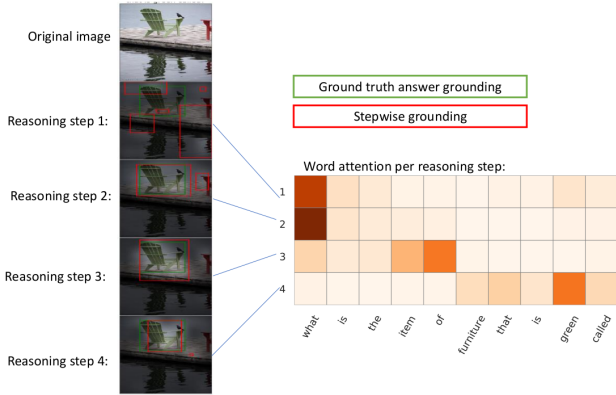 Original image
Reasoning step 1:
Reasoning step 2:
Reasoning step 3:
Reasoning step 4:
Ground truth answer grounding
Stepwise grounding
Word attention per reasoning step:
1
2
3
4
what
is
the
item
of
furniture
that
is
green
called